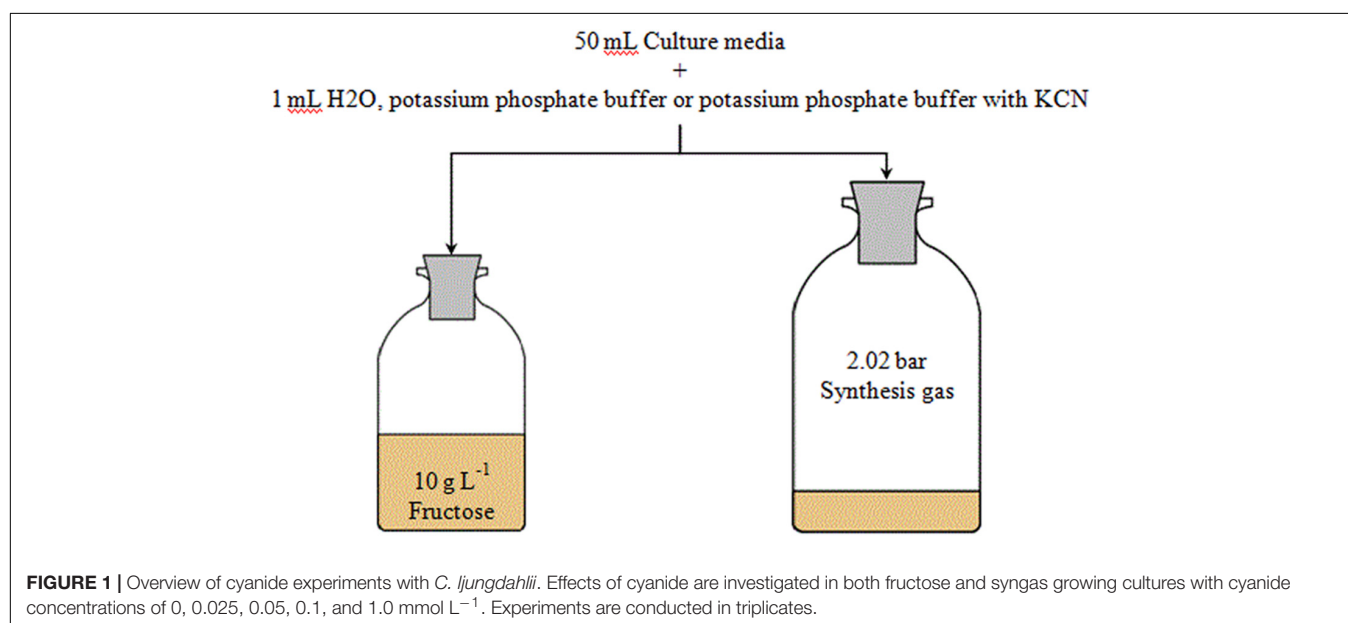 50 mL Culture media
+
1 mL H2O, potassium phosphate buffer or potassium phosphate buffer with KCN
2.02 bar
Synthesis gas
10 g L⁻¹
Fructose
FIGURE 1 | Overview of cyanide experiments with C. ljungdahlii. Effects of cyanide are investigated in both fructose and syngas growing cultures with cyanide
concentrations of 0, 0.025, 0.05, 0.1, and 1.0 mmol L⁻¹. Experiments are conducted in triplicates.